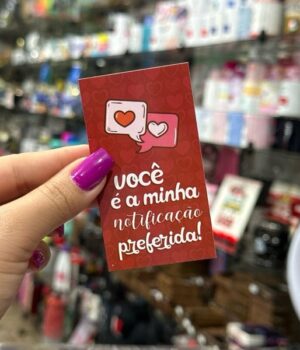 você
é a minha
notificação
preferida!